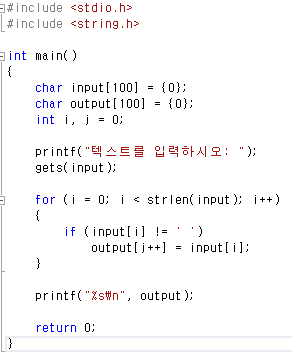 #include <stdio.h>
#include <string.h>
int main()
{
char input[100] = {0};
char output[100] = {0};
int i, j = 0;
printf("텍스트를 입력하시오: ");
gets(input);
for (i = 0; i < strlen(input); i++)
{
if (input[i] != ' ')
output[j++] = input[i];
}
printf("%s₩n", output);
return 0;
}